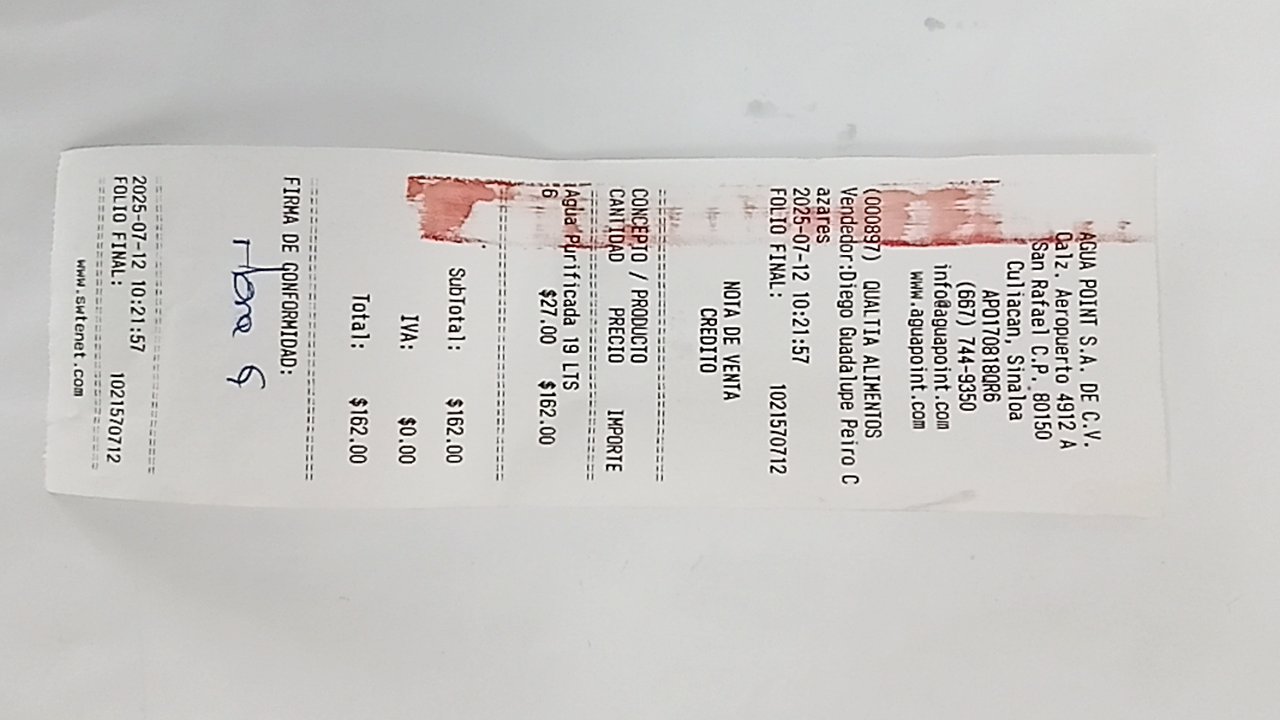 AGUA POINT S.A. DE C.V.
Calz. Aeropuerto 4912 A
San Rafael C.P. 80150
Culiacan, Sinaloa
APO170818QR6
(667) 744-9350
info@aguapoint.com
www.aguapoint.com
(000897) QUALTIA ALIMENTOS
Vendedor:Diego Guadalupe Peiro C
azares
2025-07-12 10:21:57
FOLIO FINAL: 1021570712
NOTA DE VENTA
CREDITO
================================
CONCEPTO / PRODUCTO
CANTIDAD PRECIO IMPORTE
================================
Agua Purificada 19 LTS
6 $27.00 $162.00
================================
SubTotal: $162.00
IVA: $0.00
Total: $162.00
================================
FIRMA DE CONFORMIDAD:
================================
2025-07-12 10:21:57
FOLIO FINAL: 1021570712
================================
www.swtenet.com